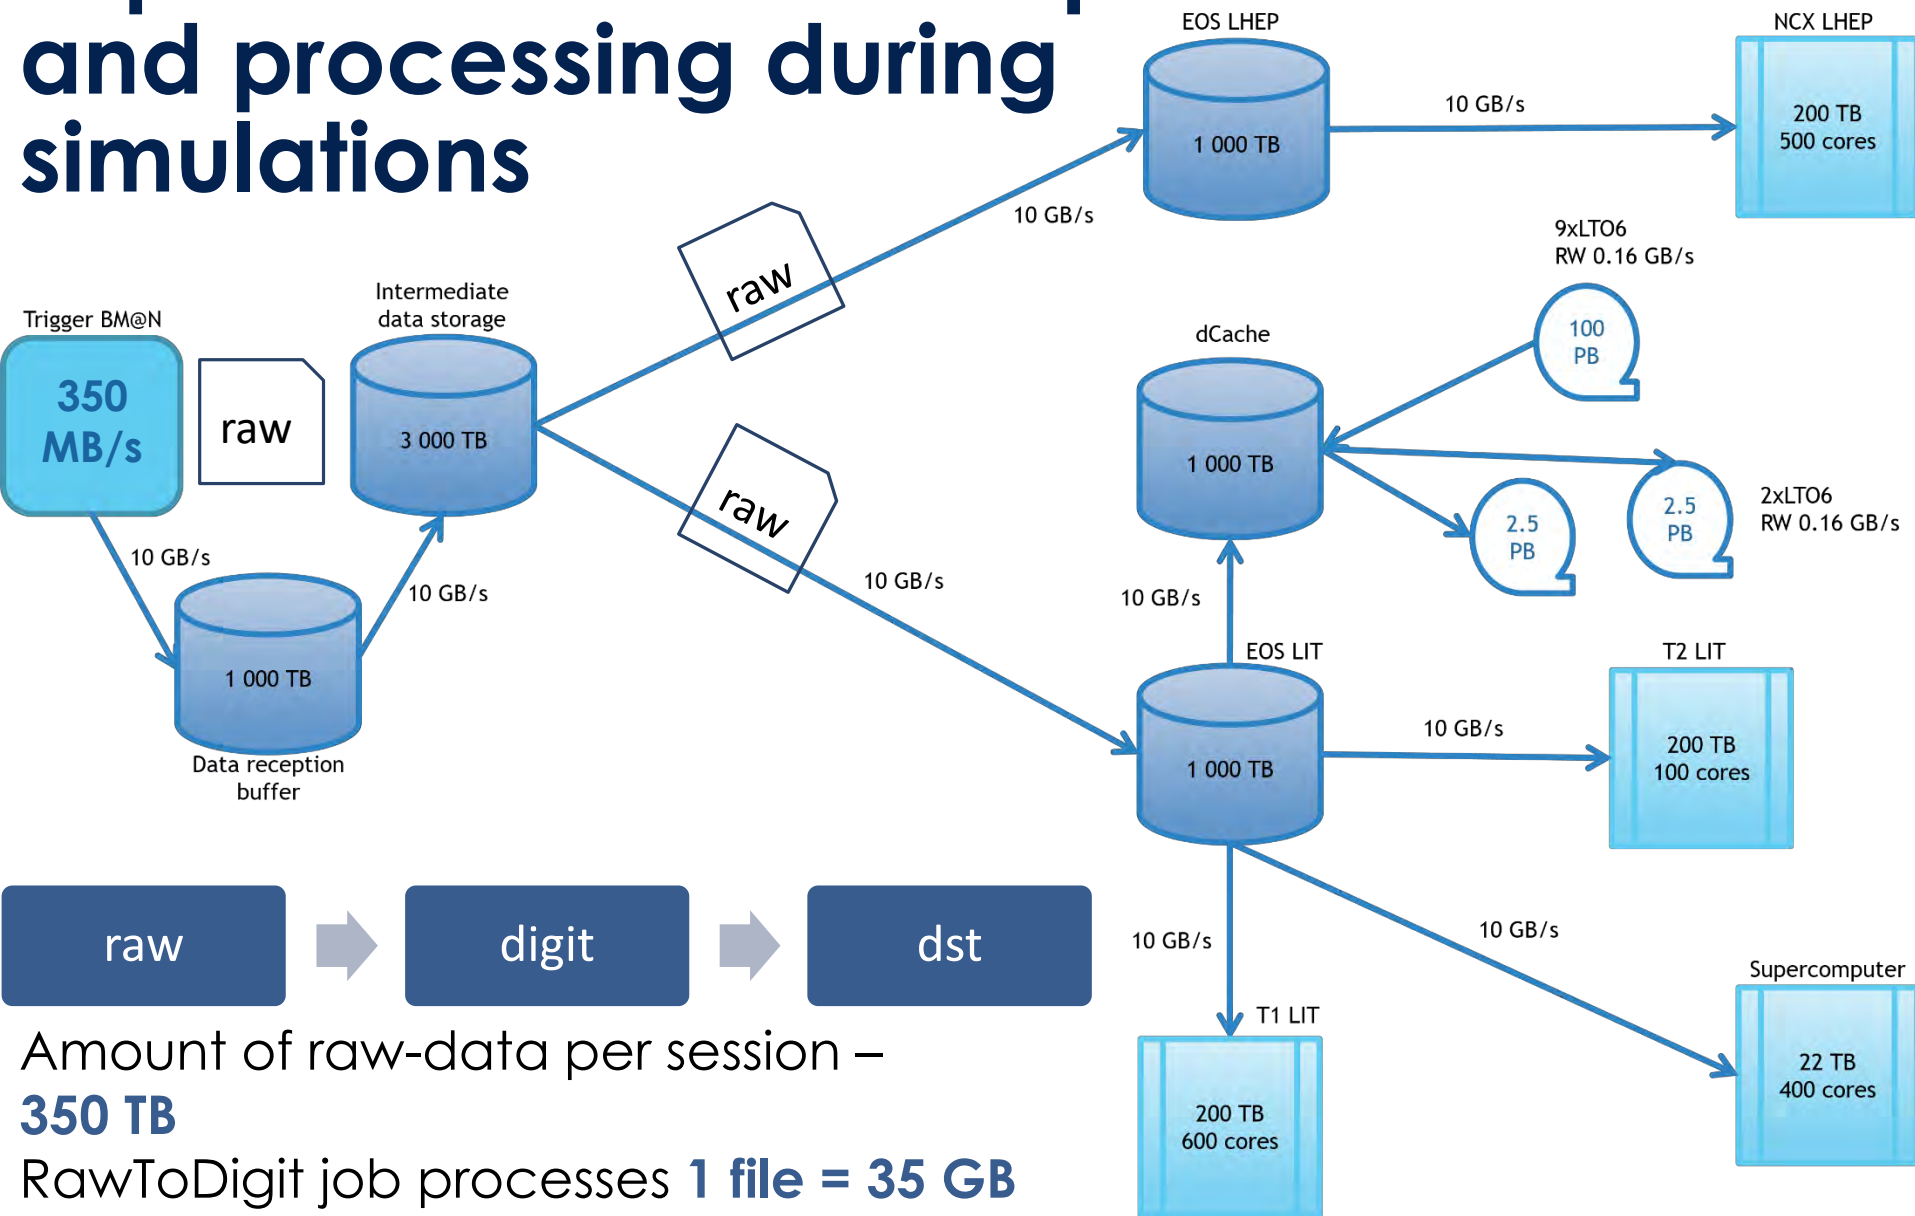 and processing during
simulations
EOS LHEP
1 000 TB
10 GB/s
NCX LHEP
200 TB
500 cores
10 GB/s
raw
9xLTO6
RW 0.16 GB/s
100
PB
Trigger BM@N
350
MB/s
raw
Intermediate
data storage
3 000 TB
dCache
1 000 TB
2.5
PB
2.5
PB
2xLTO6
RW 0.16 GB/s
raw
10 GB/s
10 GB/s
10 GB/s
1 000 TB
Data reception
buffer
10 GB/s
EOS LIT
1 000 TB
10 GB/s
T2 LIT
200 TB
100 cores
10 GB/s
10 GB/s
T1 LIT
200 TB
600 cores
Supercomputer
22 TB
400 cores
raw
digit
dst
Amount of raw-data per session –
350 TB
RawToDigit job processes 1 file = 35 GB